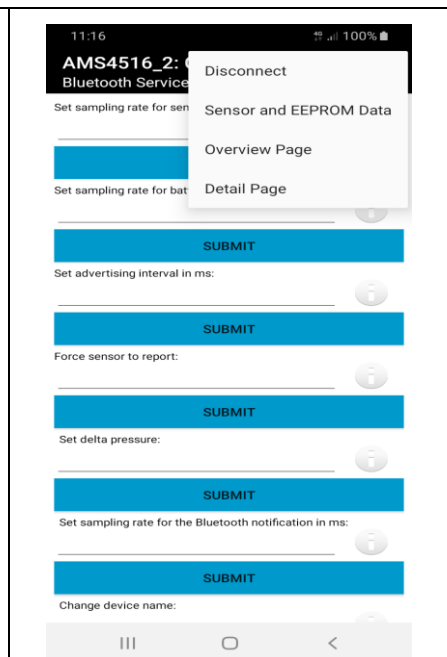 11:16 4G 100%
AMS4516_2:
Bluetooth Service
Disconnect
Sensor and EEPROM Data
Overview Page
Detail Page
Set sampling rate for sen
Set sampling rate for bat
SUBMIT
Set advertising interval in ms:
SUBMIT
Force sensor to report:
SUBMIT
Set delta pressure:
SUBMIT
Set sampling rate for the Bluetooth notification in ms:
SUBMIT
Change device name: